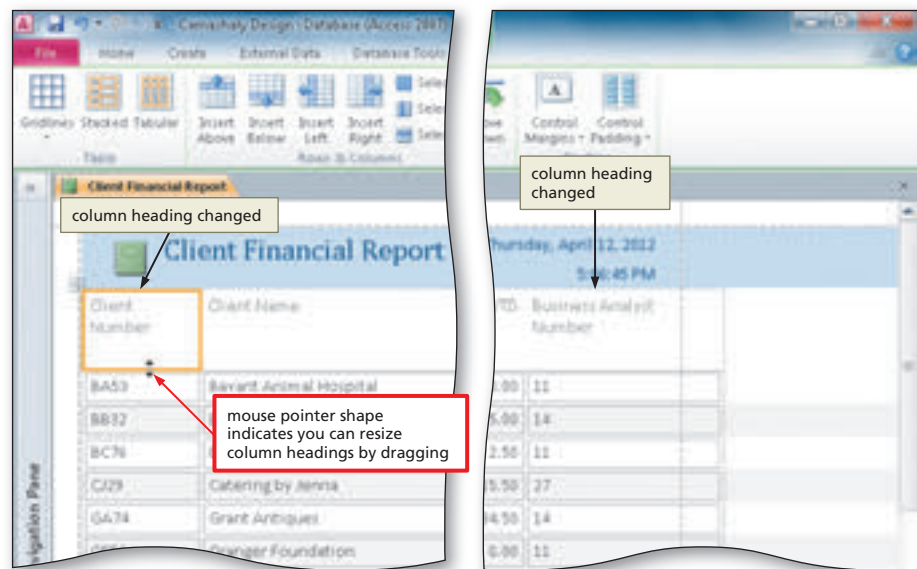 Camashaly Design : Database (Access 2007)
File Home Create External Data Database Tools
Gridlines Stacked Tabular Insert Above Insert Below Insert Left Insert Right
Control Margins Control Padding
Table Rows & Columns
Client Financial Report
column heading changed
column heading
changed
Client Financial Report
Thursday, April 12, 2012
PM
Client
Number
Client Name
Business Analyst
Number
BA53 Bavant Animal Hospital 11
mouse pointer shape
indicates you can resize
column headings by dragging
BB32 14
BC76 11
CJ29 Catering by Jenna 27
GA74 Grant Antiques 14
Granger Foundation 0.00 11
Navigation Pane